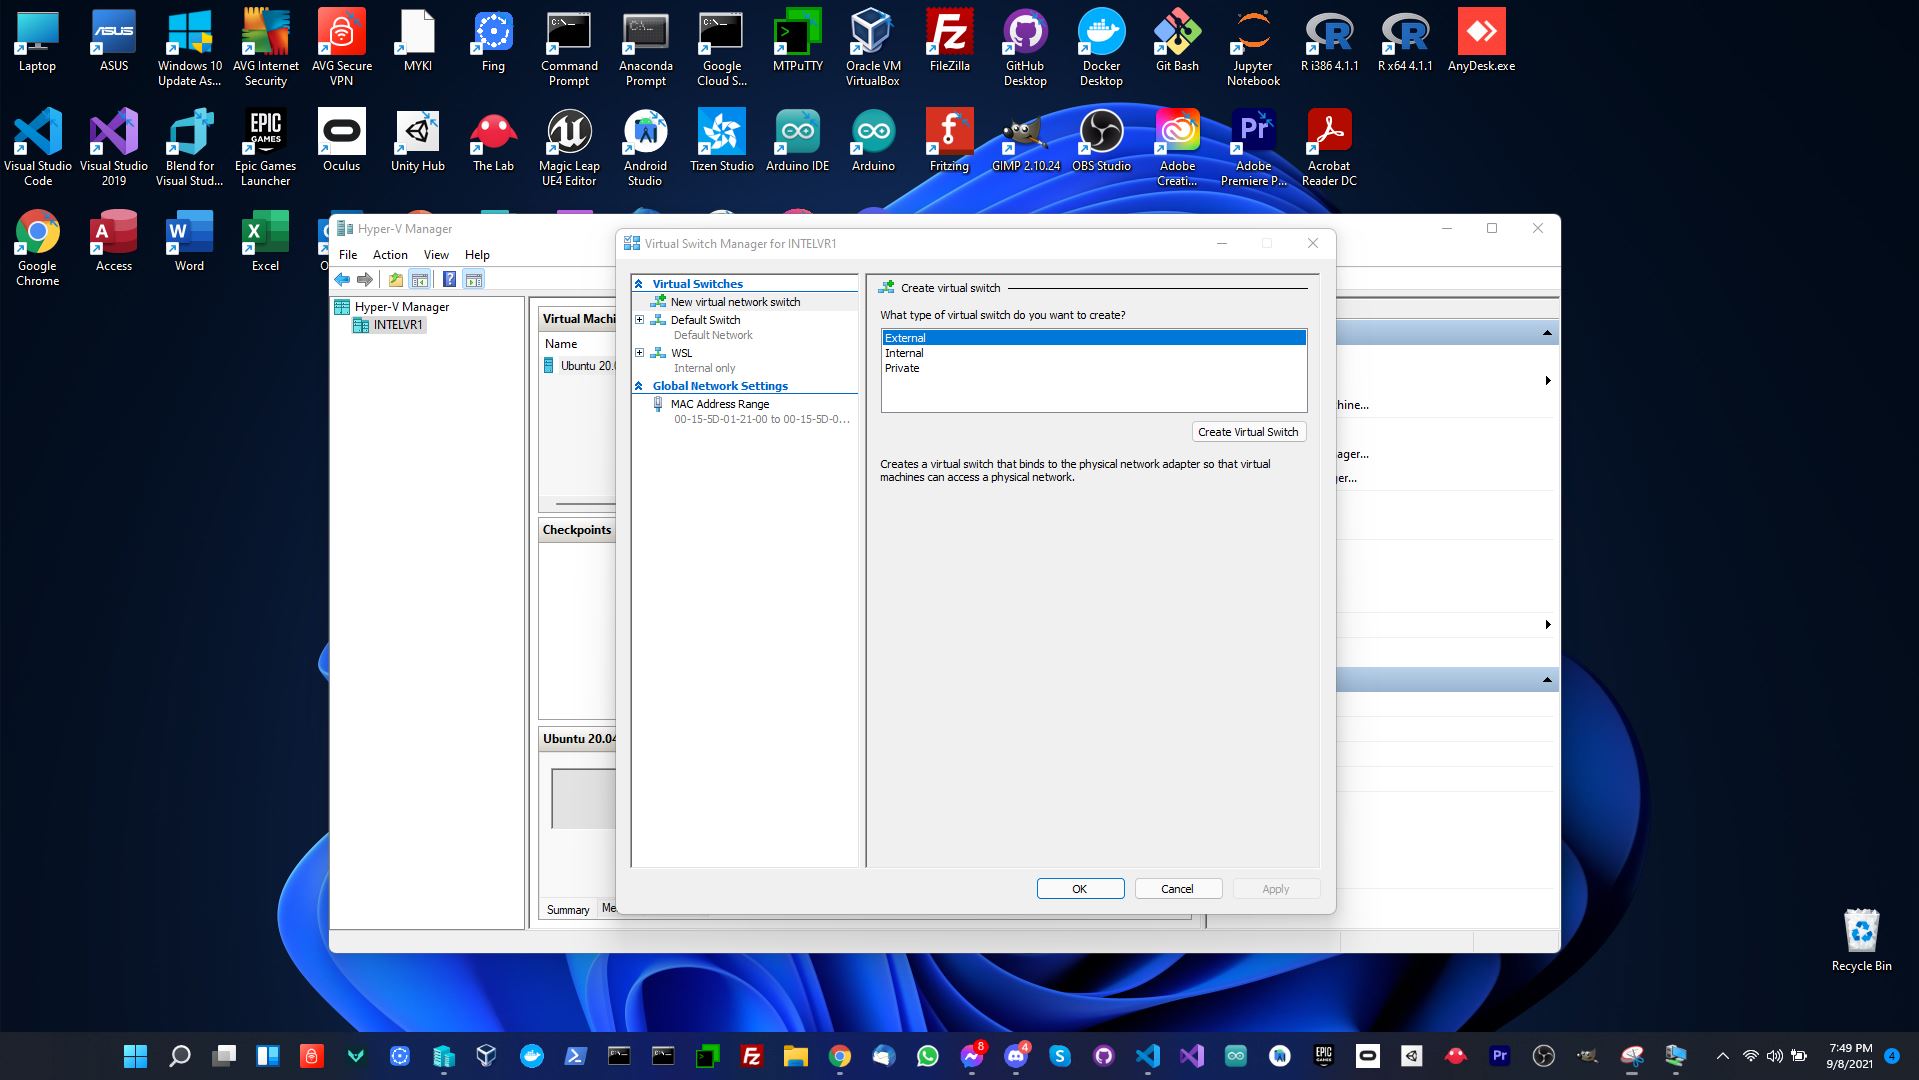 Laptop
ASUS
Windows 10
Update As...
AVG Internet
Security
AVG Secure
VPN
MYKI
Fing
Command
Prompt
Anaconda
Prompt
Google
Cloud S...
MTPuTTY
Oracle VM
VirtualBox
FileZilla
GitHub
Desktop
Docker
Desktop
Git Bash
Jupyter
Notebook
R i386 4.1.1
R x64 4.1.1
AnyDesk.exe
Visual Studio
Code
Visual Studio
2019
Blend for
Visual Stud...
Epic Games
Launcher
Oculus
Unity Hub
The Lab
Magic Leap
UE4 Editor
Android
Studio
Tizen Studio
Arduino IDE
Arduino
Fritzing
GIMP 2.10.24
OBS Studio
Adobe
Creati...
Adobe
Premiere P...
Acrobat
Reader DC
Google
Chrome
Access
Word
Excel
Hyper-V Manager
File Action View Help
Hyper-V Manager
INTELVR1
Virtual Machi
Name
Ubuntu 20.0
Checkpoints
Ubuntu 20.04
Summary
Me
Virtual Switch Manager for INTELVR1
Virtual Switches
New virtual network switch
Default Switch
Default Network
WSL
Internal only
Global Network Settings
MAC Address Range
00-15-5D-01-21-00 to 00-15-5D-0...
Create virtual switch
What type of virtual switch do you want to create?
External
Internal
Private
Create Virtual Switch
Creates a virtual switch that binds to the physical network adapter so that virtual
machines can access a physical network.
OK Cancel Apply
hine...
ager...
er...
Recycle Bin
7:49 PM
9/8/2021
4
8
4